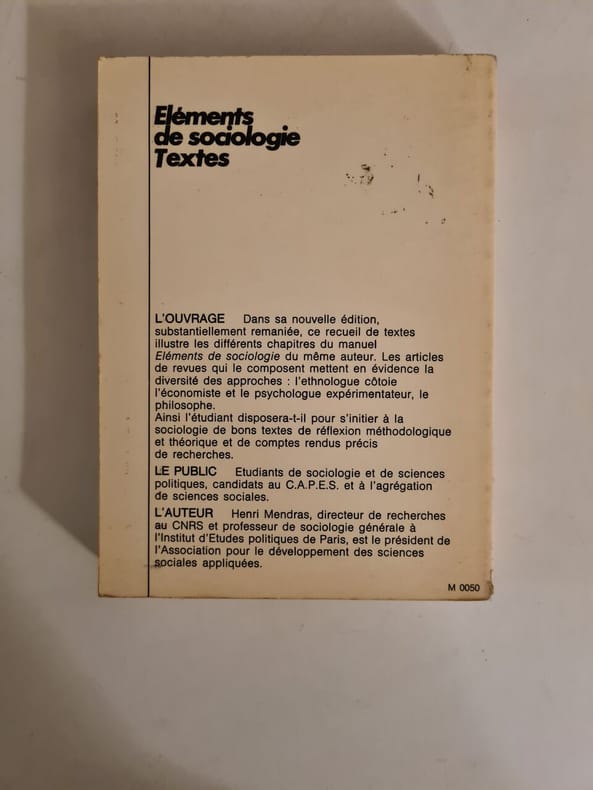 Eléments
de sociologie
Textes
L'OUVRAGE Dans sa nouvelle édition,
substantiellement remaniée, ce recueil de textes
illustre les différents chapitres du manuel
Eléments de sociologie du même auteur. Les articles
de revues qui le composent mettent en évidence la
diversité des approches : l'ethnologue côtoie
l'économiste et le psychologue expérimentateur, le
philosophe.
Ainsi l'étudiant disposera-t-il pour s'initier à la
sociologie de bons textes de réflexion méthodologique
et théorique et de comptes rendus précis
de recherches.
LE PUBLIC Etudiants de sociologie et de sciences
politiques, candidats au C.A.P.E.S. et à l'agrégation
de sciences sociales.
L'AUTEUR Henri Mendras, directeur de recherches
au CNRS et professeur de sociologie générale à
l'Institut d'Etudes politiques de Paris, est le président de
l'Association pour le développement des sciences
sociales appliquées.
M 0050